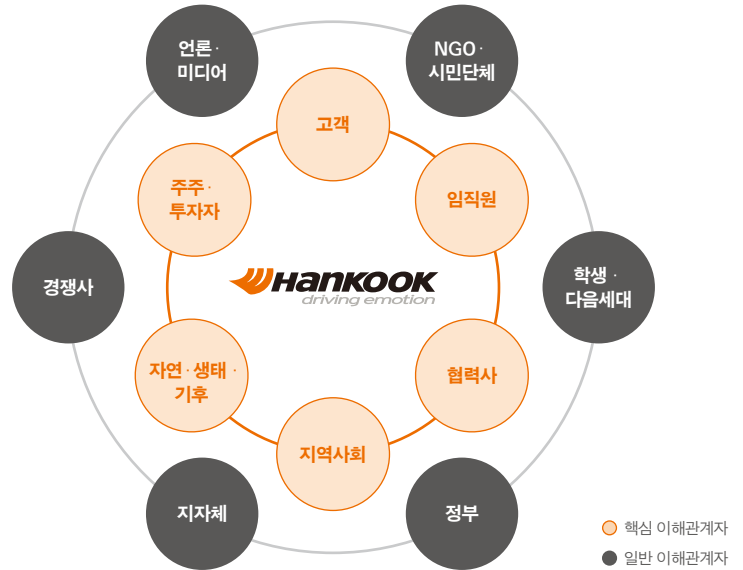 언론·
미디어
NGO·
시민단체
고객
주주·
투자자
임직원
경쟁사
HANKOOK
driving emotion
학생·
다음세대
자연·생태·
기후
협력사
지역사회
지자체
정부
핵심 이해관계자
일반 이해관계자